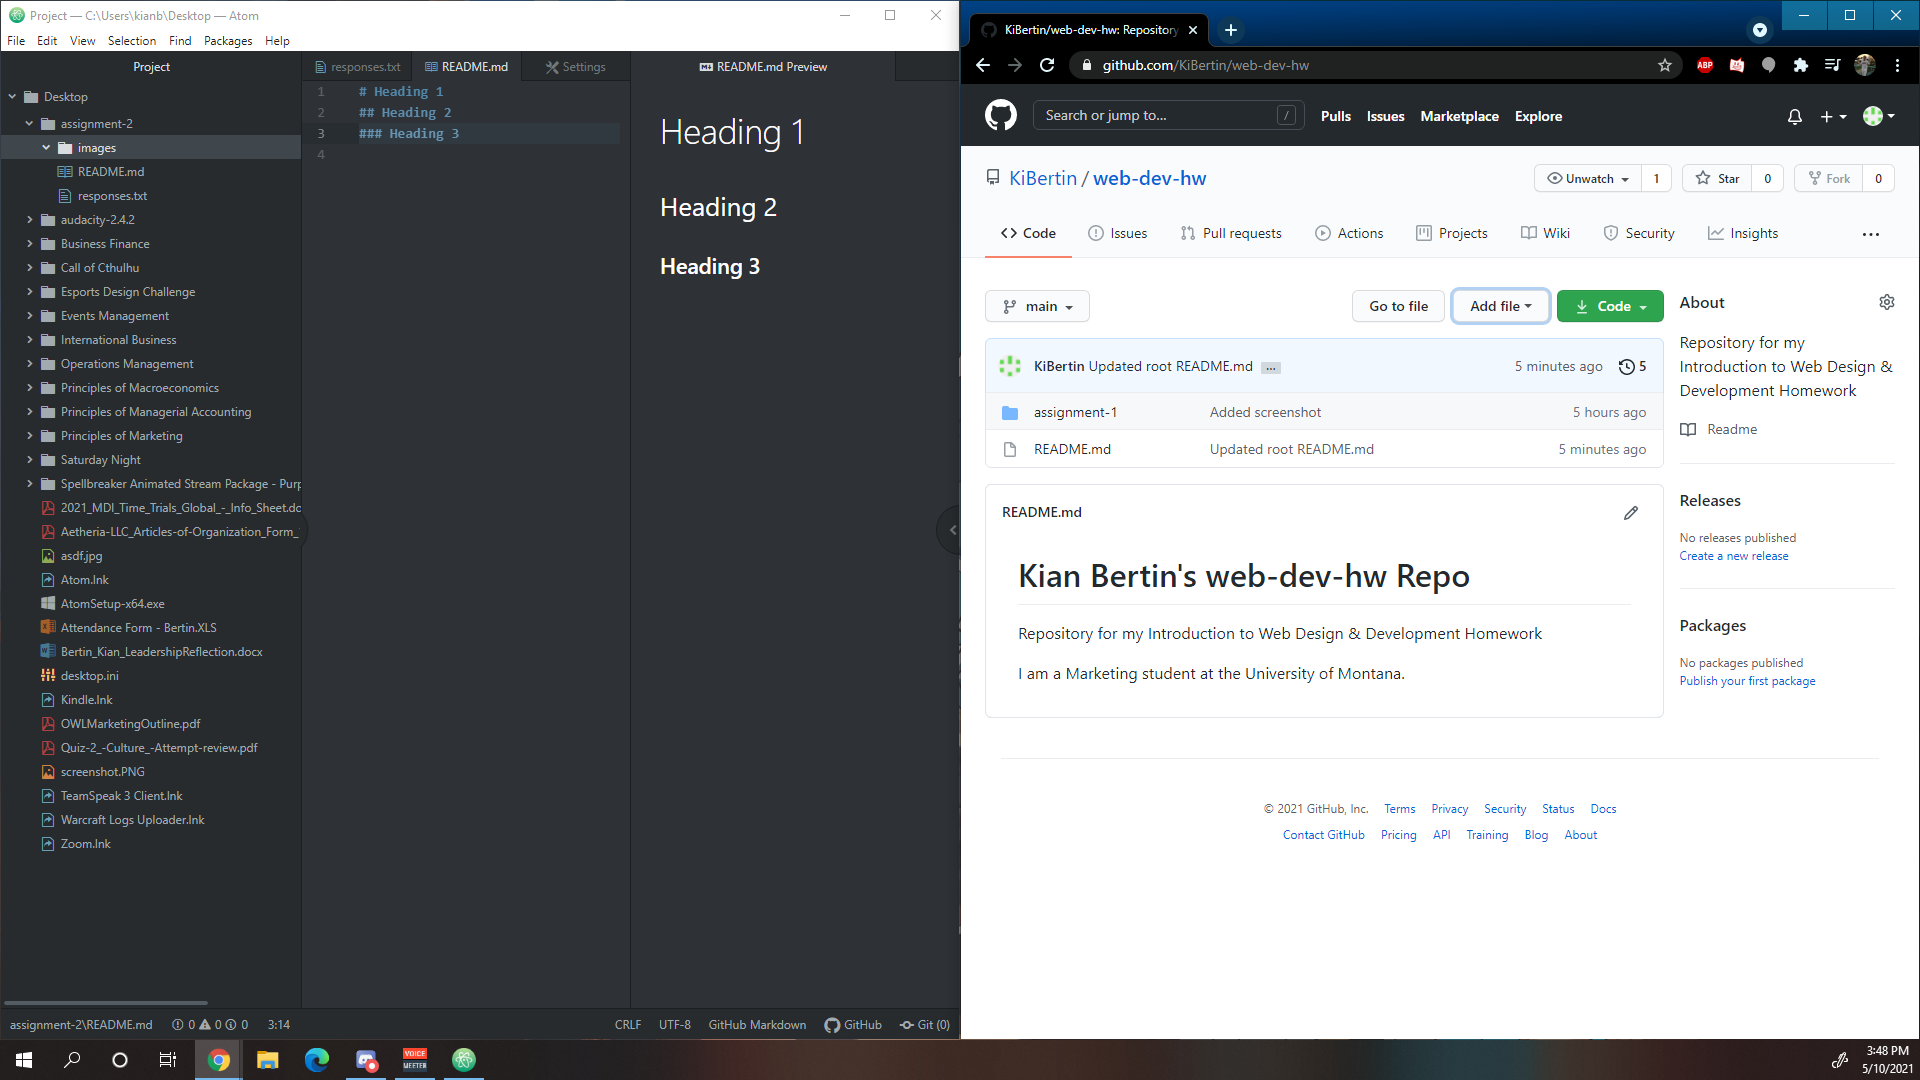 Project — C:\Users\kianb\Desktop — Atom
File Edit View Selection Find Packages Help
Project
Desktop
assignment-2
images
README.md
responses.txt
audacity-2.4.2
Business Finance
Call of Cthulhu
Esports Design Challenge
Events Management
International Business
Operations Management
Principles of Macroeconomics
Principles of Managerial Accounting
Principles of Marketing
Saturday Night
Spellbreaker Animated Stream Package - Purp
2021_MDI_Time_Trials_Global_-_Info_Sheet.dc
Aetheria-LLC_Articles-of-Organization_Form_
asdf.jpg
Atom.lnk
AtomSetup-x64.exe
Attendance Form - Bertin.XLS
Bertin_Kian_LeadershipReflection.docx
desktop.ini
Kindle.lnk
OWLMarketingOutline.pdf
Quiz-2_-Culture_-Attempt-review.pdf
screenshot.PNG
TeamSpeak 3 Client.lnk
Warcraft Logs Uploader.lnk
Zoom.lnk
responses.txt README.md Settings
1 # Heading 1
2 ## Heading 2
3 ### Heading 3
4
README.md Preview
Heading 1
Heading 2
Heading 3
assignment-2\README.md 0 0 0 3:14 CRLF UTF-8 GitHub Markdown GitHub Git (0)
KiBertin/web-dev-hw: Repository
github.com/KiBertin/web-dev-hw
ABP
Search or jump to... / Pulls Issues Marketplace Explore
KiBertin / web-dev-hw
Unwatch 1 Star 0 Fork 0
Code Issues Pull requests Actions Projects Wiki Security Insights ...
main Go to file Add file Code
KiBertin Updated root README.md ... 5 minutes ago 5
assignment-1 Added screenshot 5 hours ago
README.md Updated root README.md 5 minutes ago
README.md
Kian Bertin's web-dev-hw Repo
Repository for my Introduction to Web Design & Development Homework
I am a Marketing student at the University of Montana.
About
Repository for my
Introduction to Web Design &
Development Homework
Readme
Releases
No releases published
Create a new release
Packages
No packages published
Publish your first package
© 2021 GitHub, Inc. Terms Privacy Security Status Docs
Contact GitHub Pricing API Training Blog About
VOICE
MEETER
3:48 PM
5/10/2021